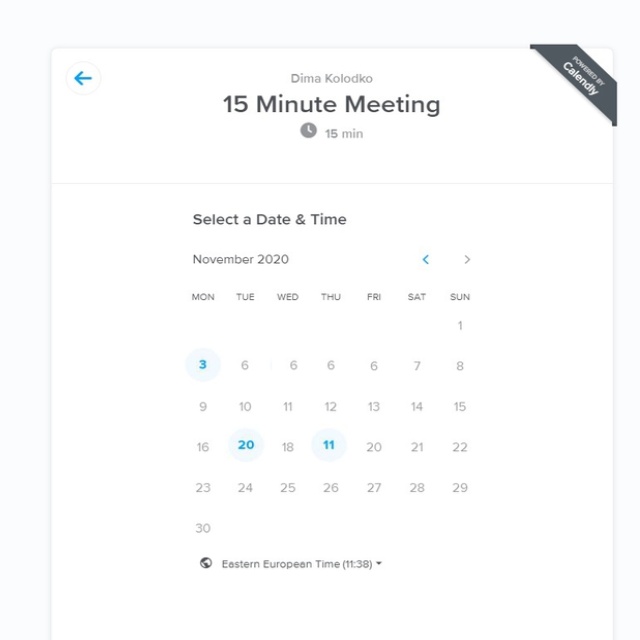 Dima Kolodko
15 Minute Meeting
15 min
POWERED BY
Calendly
Select a Date & Time
November 2020
MON TUE WED THU FRI SAT SUN
1
3 6 6 6 6 7 8
9 10 11 12 13 14 15
16 20 18 11 20 21 22
23 24 25 26 27 28 29
30
Eastern European Time (11:38)